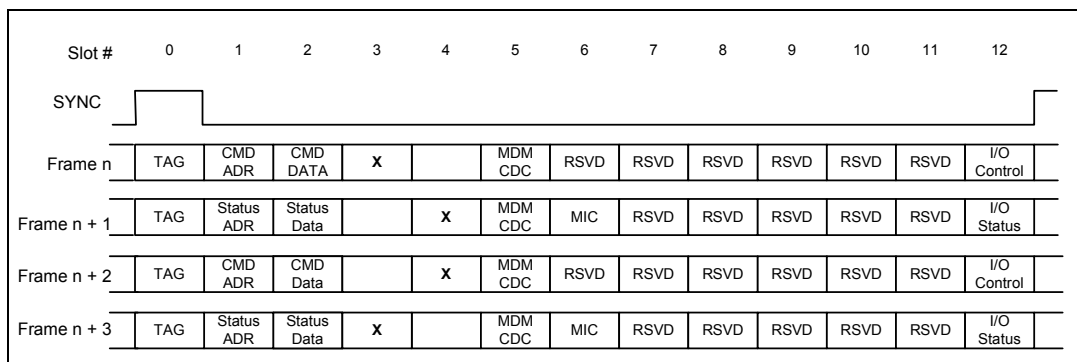 Slot # 0 1 2 3 4 5 6 7 8 9 10 11 12
SYNC
Frame n TAG CMD ADR CMD DATA X MDM CDC RSVD RSVD RSVD RSVD RSVD RSVD I/O Control
Frame n + 1 TAG Status ADR Status Data X MDM CDC MIC RSVD RSVD RSVD RSVD RSVD I/O Status
Frame n + 2 TAG CMD ADR CMD Data X MDM CDC RSVD RSVD RSVD RSVD RSVD RSVD I/O Control
Frame n + 3 TAG Status ADR Status Data X MDM CDC MIC RSVD RSVD RSVD RSVD RSVD I/O Status